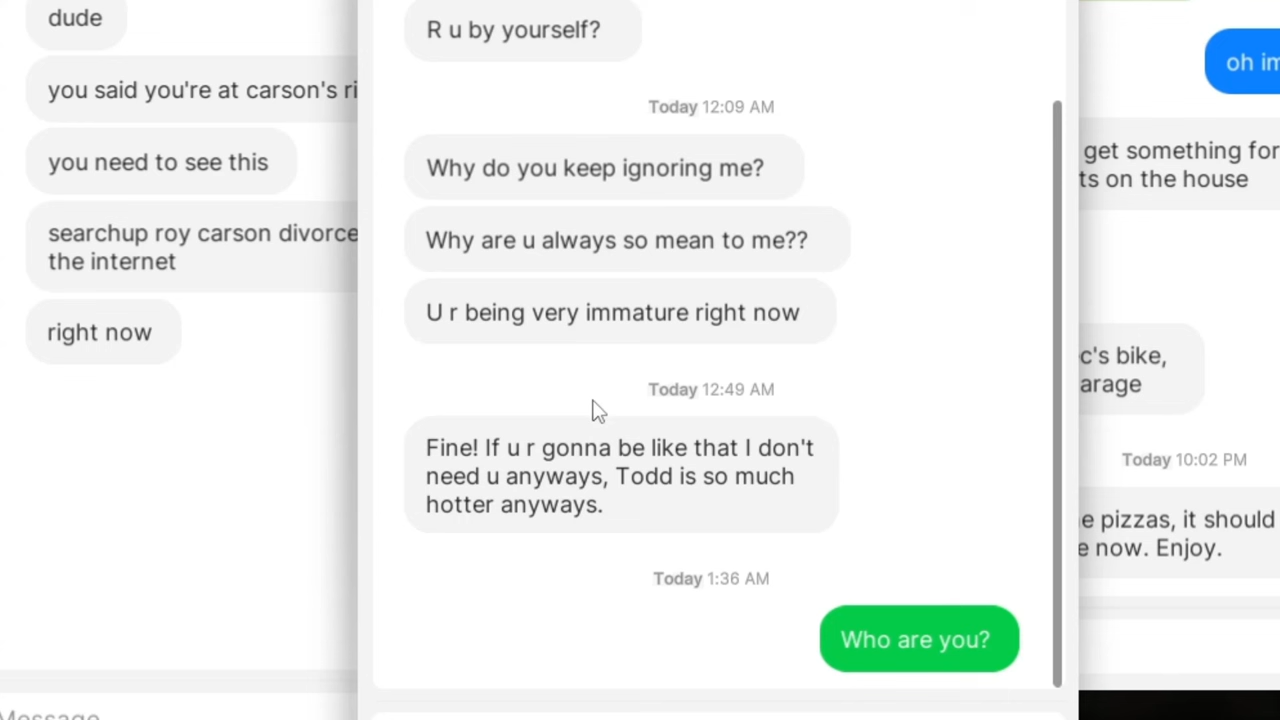 dude
you said you're at carson's ri
you need to see this
searchup roy carson divorce
the internet
right now
Message
R u by yourself?
Today 12:09 AM
Why do you keep ignoring me?
Why are u always so mean to me??
U r being very immature right now
Today 12:49 AM
Fine! If u r gonna be like that I don't
need u anyways, Todd is so much
hotter anyways.
Today 1:36 AM
Who are you?
oh im
get something for
ts on the house
c's bike,
arage
Today 10:02 PM
e pizzas, it should
e now. Enjoy.